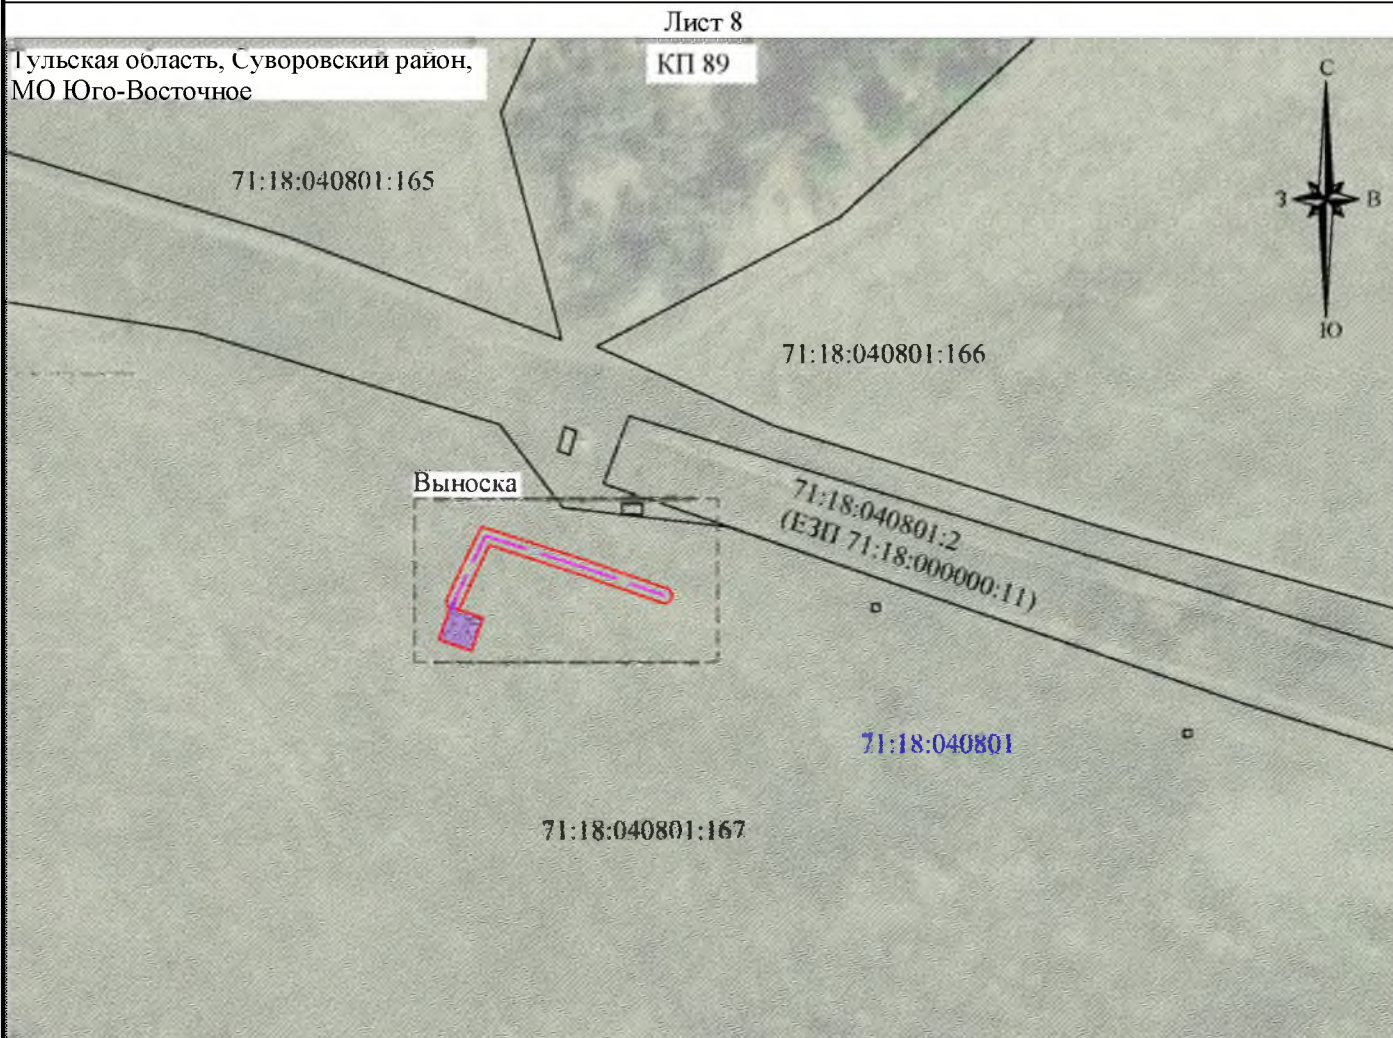 Лист 8
Тульская область, Суворовский район,
МО Юго-Восточное
КП 89
С
З
В
Ю
71:18:040801:165
71:18:040801:166
Выноска
71:18:040801:2
(ЕЗП 71:18:000000:11)
71:18:040801
71:18:040801:167